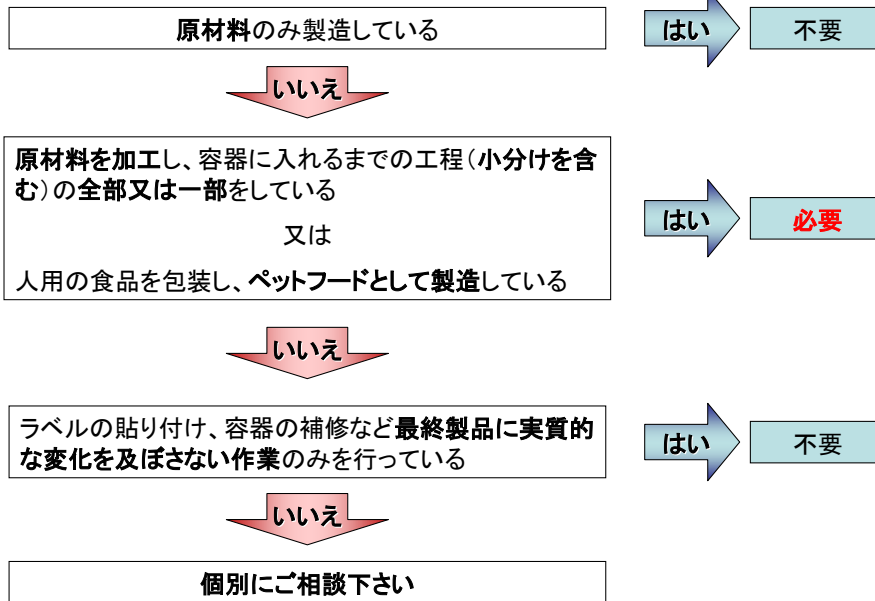 原材料のみ製造している
はい
不要
いいえ
原材料を加工し、容器に入れるまでの工程(小分けを含
む)の全部又は一部をしている
又は
人用の食品を包装し、ペットフードとして製造している
はい
必要
いいえ
ラベルの貼り付け、容器の補修など最終製品に実質的
な変化を及ぼさない作業のみを行っている
はい
不要
いいえ
個別にご相談下さい